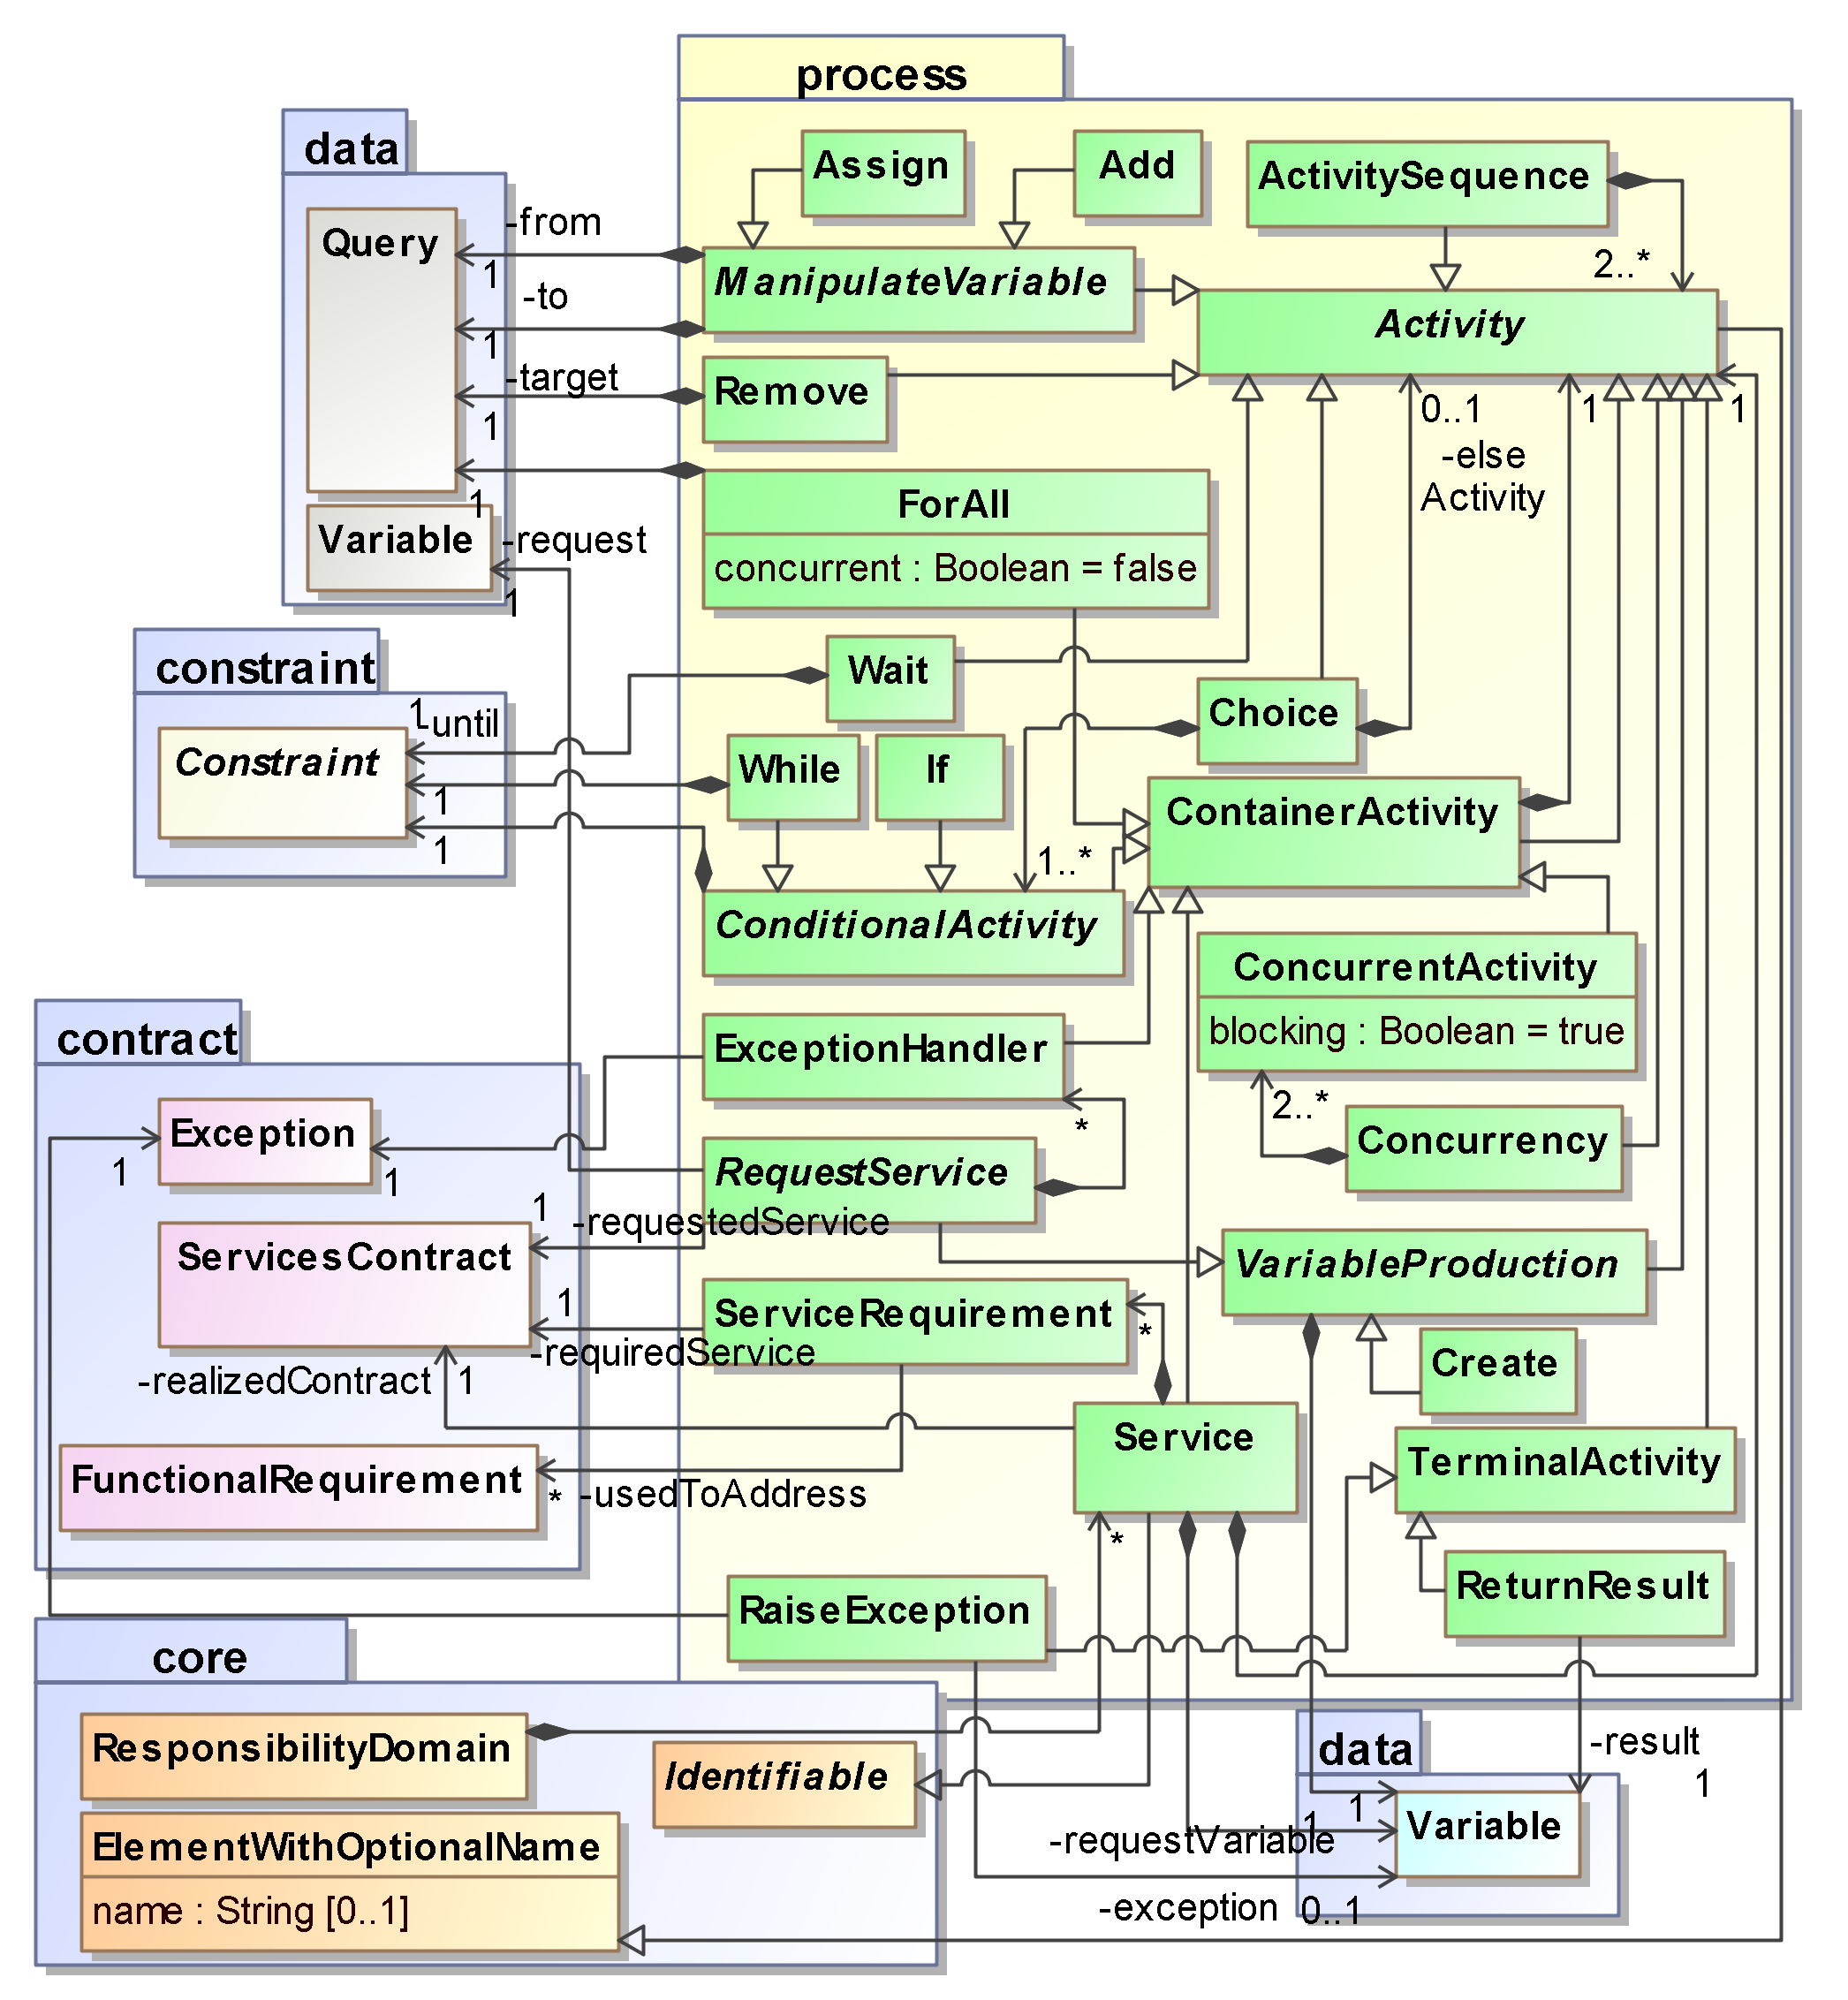 process
data
Assign
Add
ActivitySequence
-from
Query
1
ManipulateVariable
2..*
-to
Activity
1
-target
Remove
1
0..1
1
1
-else
Activity
1
ForAll
-request
Variable
concurrent : Boolean = false
1
constraint
Wait
1
-until
Choice
Constraint
While
If
1
ContainerActivity
1
1..*
ConditionalActivity
ConcurrentActivity
contract
blocking : Boolean = true
ExceptionHandler
2..*
*
Exception
Concurrency
1
1
RequestService
1
-requestedService
ServicesContract
VariableProduction
1
ServiceRequirement
*
-requiredService
Create
-realizedContract
1
Service
TerminalActivity
FunctionalRequirement
*
-usedToAddress
*
ReturnResult
RaiseException
core
ResponsibilityDomain
-result
data
Identifiable
1
1
1
Variable
-requestVariable
ElementWithOptionalName
name : String [0..1]
-exception
0..1